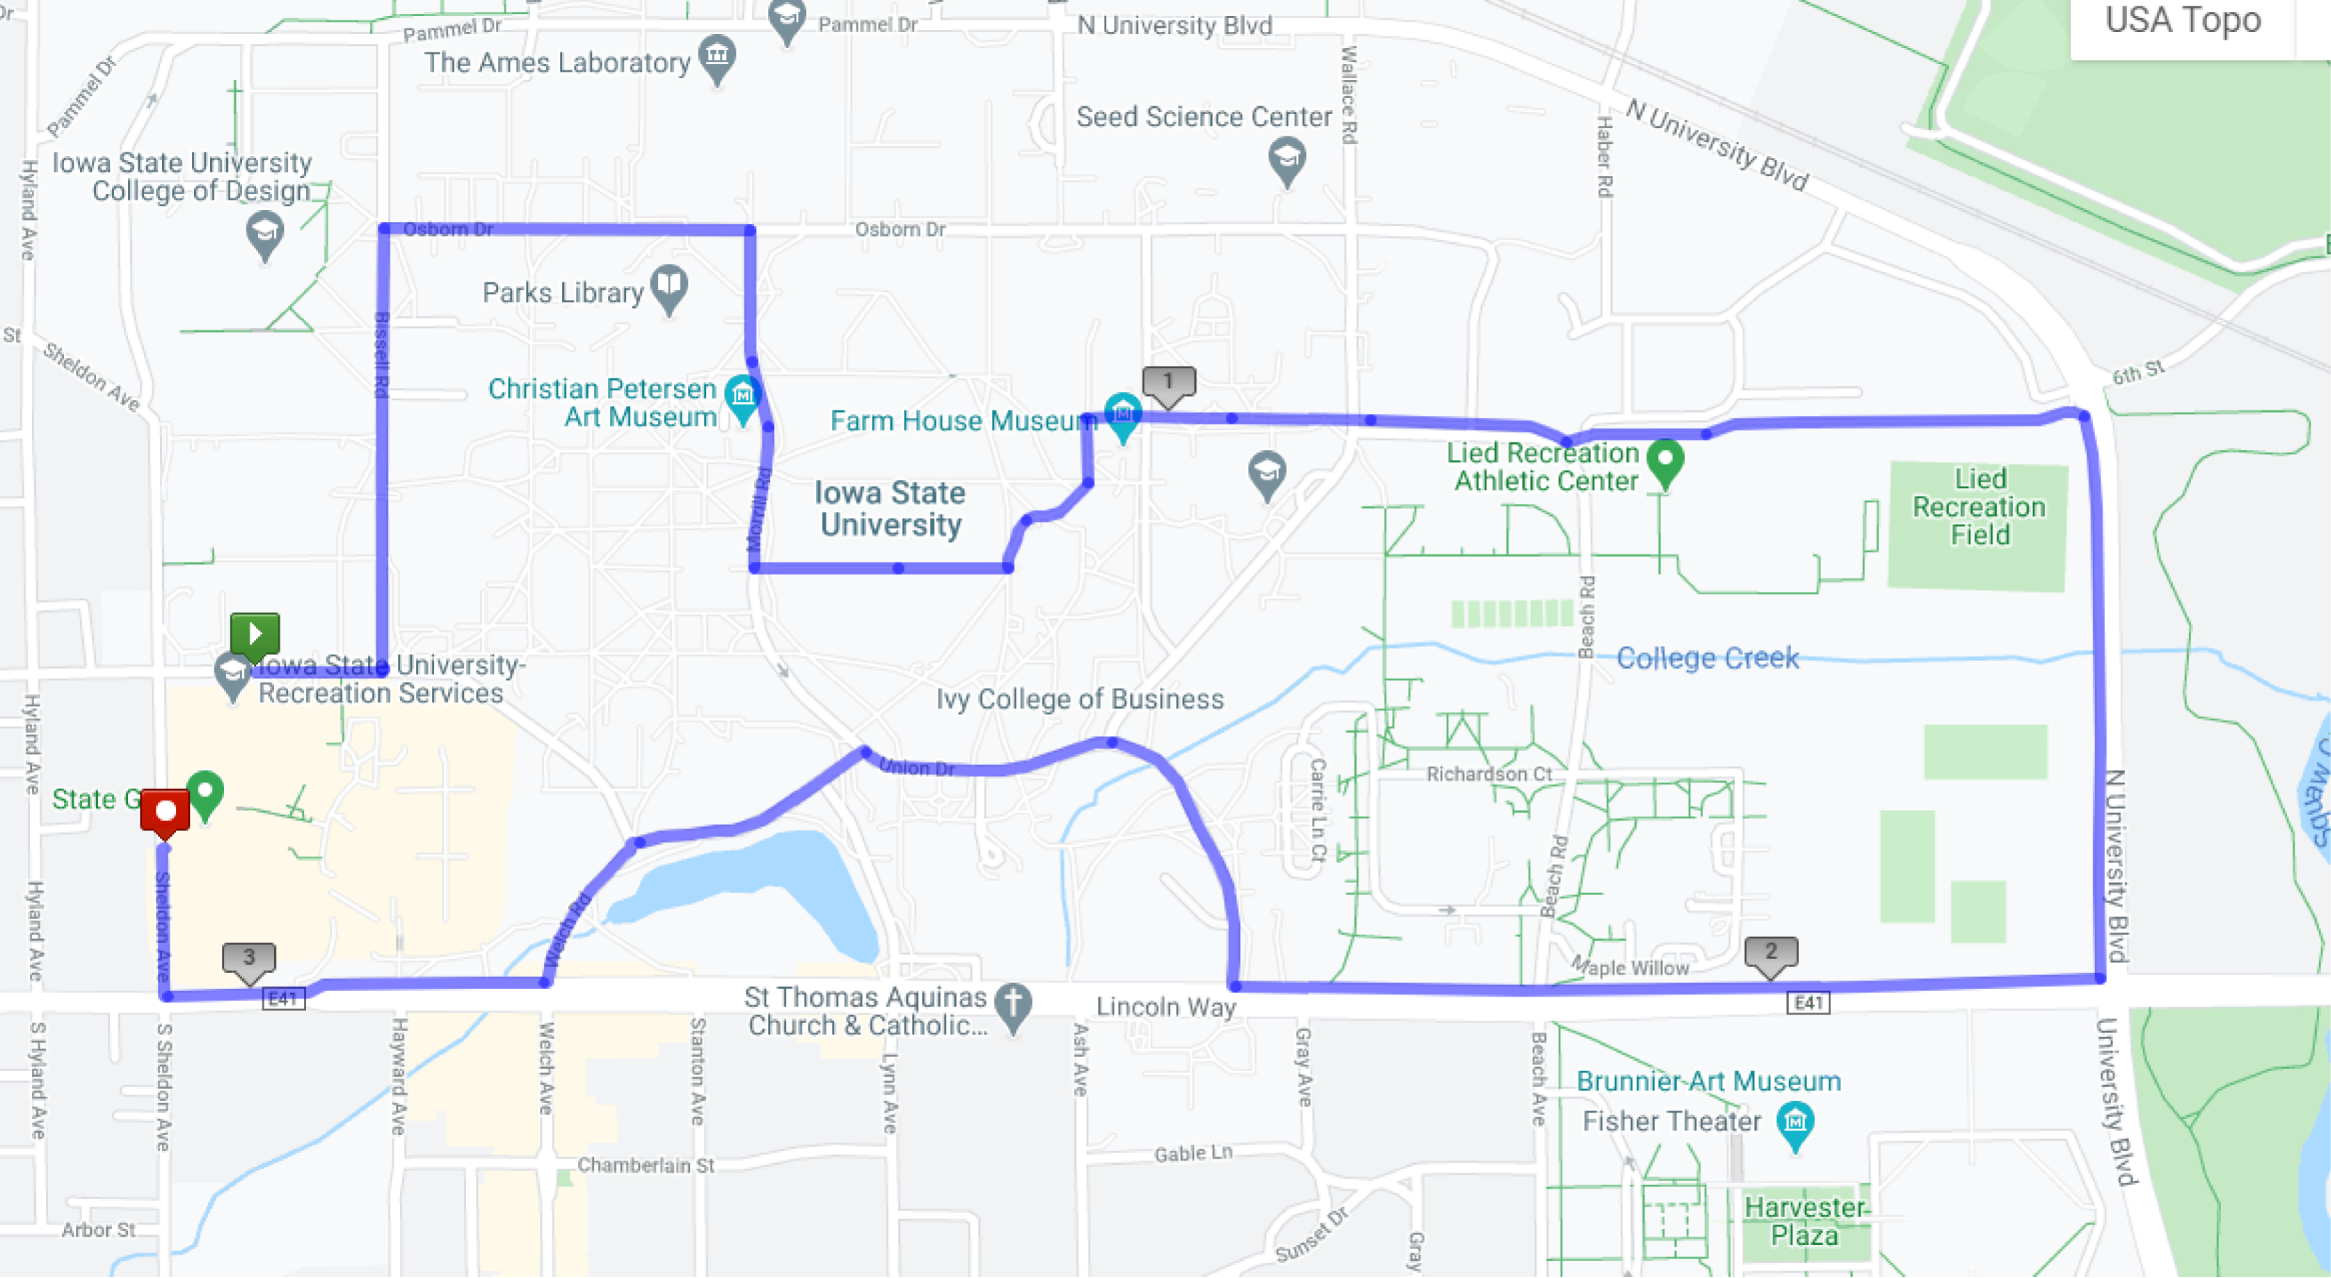 USA Topo
Pammel Dr
Pammel Dr
N University Blvd
The Ames Laboratory
Pammel Dr
Wallace Rd
Seed Science Center
N University Blvd
Haber Rd
Hyland Ave
Iowa State University
College of Design
Osborn Dr
Osborn Dr
Parks Library
St
Sheldon Ave
Bissell Rd
6th St
1
Christian Petersen
Art Museum
Farm House Museum
Lied Recreation
Athletic Center
Lied
Recreation
Field
Iowa State
University
Morrill Rd
Beach Rd
College Creek
Iowa State University-
Recreation Services
Hyland Ave
Ivy College of Business
Union Dr
Carrie Ln Ct
Richardson Ct
N University Blvd
State G
Sheldon Ave
Hyland Ave
Welch Rd
Beach Rd
N University Blvd
3
2
Maple Willow
E41
E41
St Thomas Aquinas
Church & Catholic...
Lincoln Way
S Hyland Ave
S Sheldon Ave
Hayward Ave
Welch Ave
Stanton Ave
Lynn Ave
Ash Ave
Gray Ave
Beach Ave
University Blvd
Brunnier Art Museum
Fisher Theater
Chamberlain St
Gable Ln
Harvester
Plaza
Arbor St
Sunset Dr
Gray